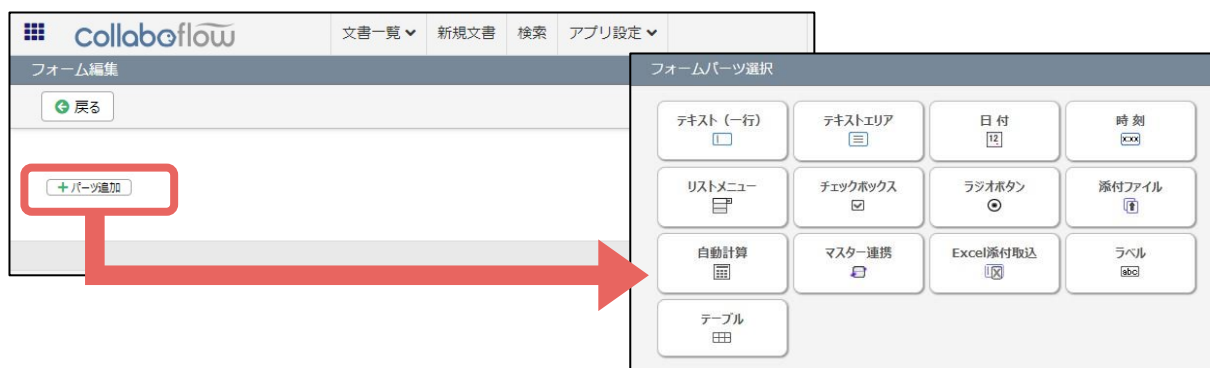 collaboflow 文書一覧 新規文書 検索 アプリ設定
フォーム編集
戻る
+パーツ追加
フォームパーツ選択
テキスト（一行） テキストエリア 日 付 時 刻
12 xxx
リストメニュー チェックボックス ラジオボタン 添付ファイル
自動計算 マスター連携 Excel添付取込 ラベル
abc
テーブル